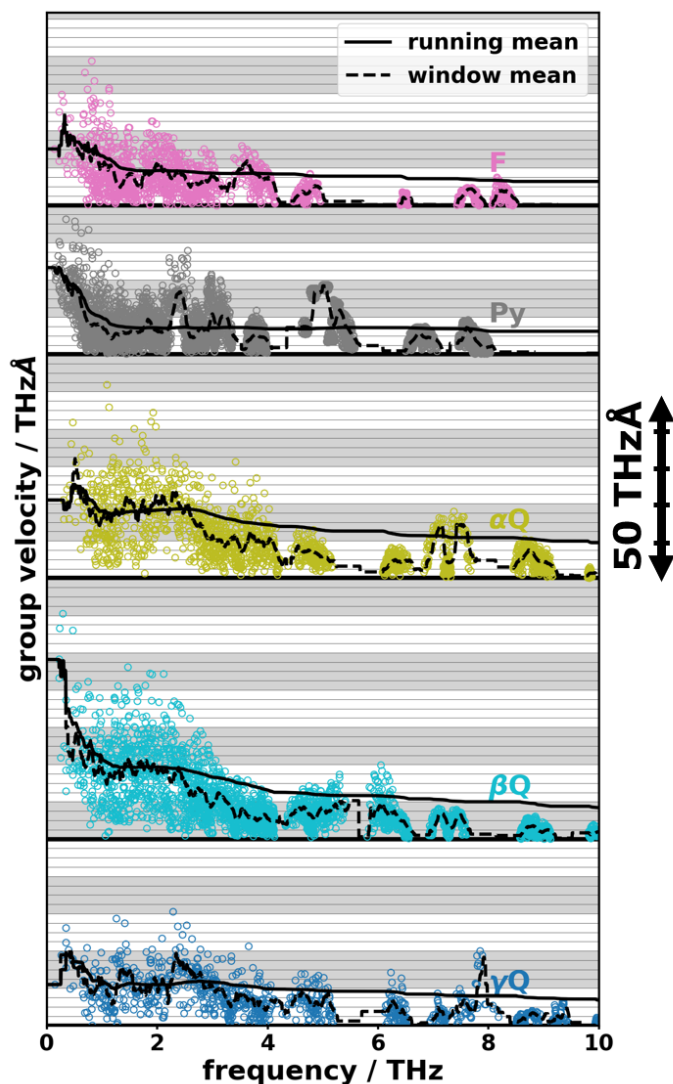 running mean
window mean
F
Py
αQ
βQ
γQ
group velocity / THzÅ
50 THzÅ
0 2 4 6 8 10
frequency / THz